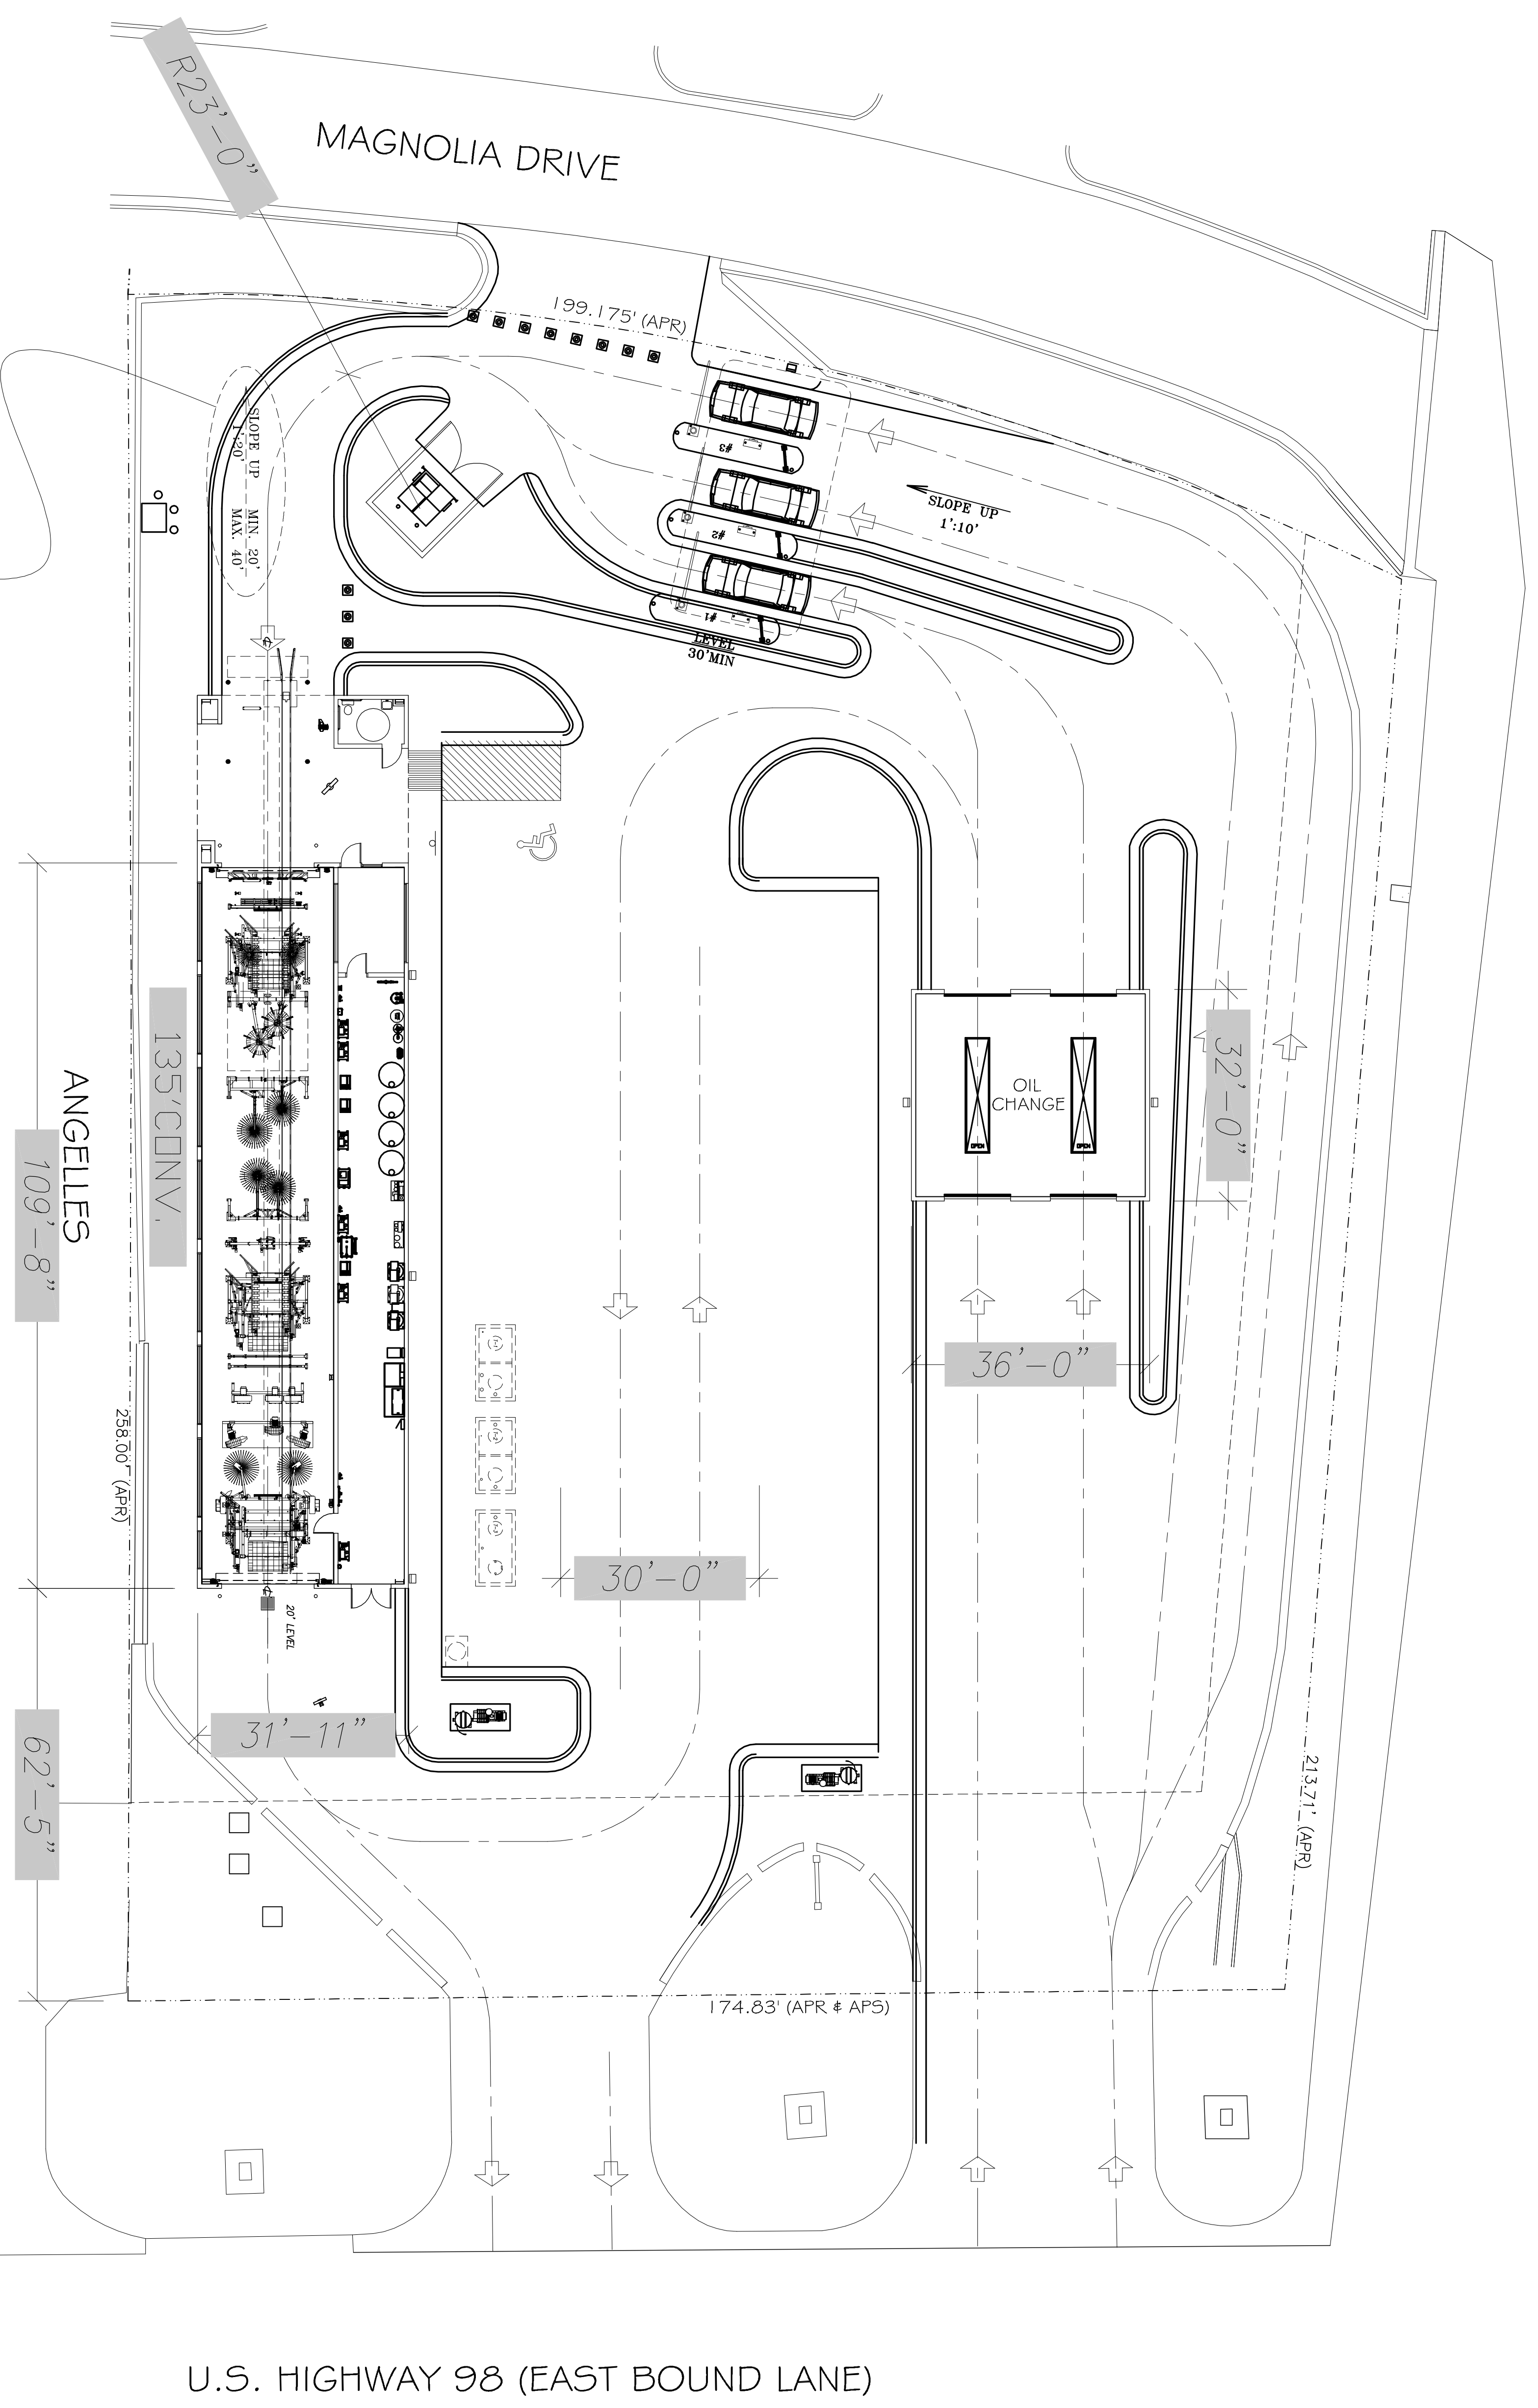 R23'-0"
MAGNOLIA DRIVE
199.175' (APR)
SLOPE UP
1':20'
MIN. 20'
MAX. 40'
#3
#2
#1
SLOPE UP
1':10'
LEVEL
30'MIN
135'CONV.
ANGELLES
109'-8"
OIL
CHANGE
OPEN
OPEN
32'-0"
36'-0"
258.00' (APR)
30'-0"
20' LEVEL
31'-11"
62'-5"
213.71' (APR)
174.83' (APR & APS)
U.S. HIGHWAY 98 (EAST BOUND LANE)